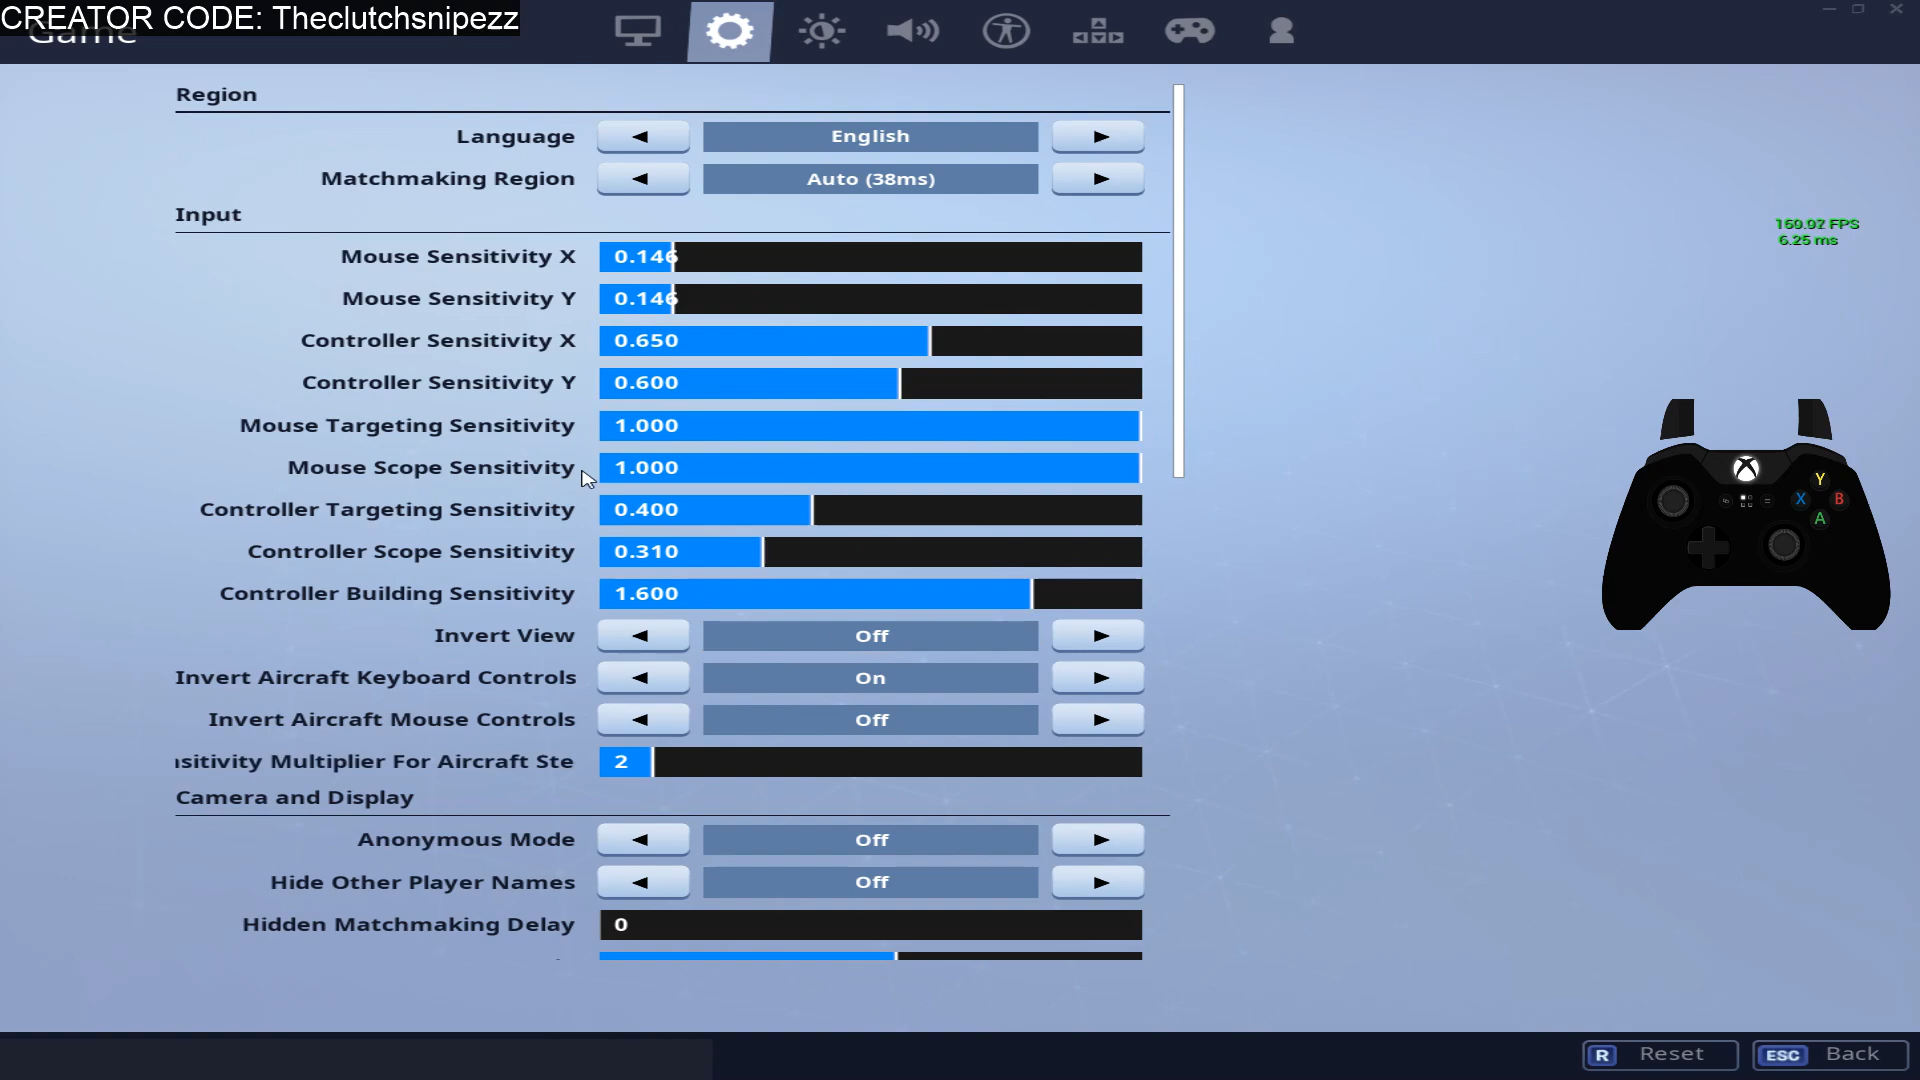 CREATOR CODE: Theclutchsnipezz
Game
Region
Language English
Matchmaking Region Auto (38ms)
Input
Mouse Sensitivity X 0.146
Mouse Sensitivity Y 0.146
Controller Sensitivity X 0.650
Controller Sensitivity Y 0.600
Mouse Targeting Sensitivity 1.000
Mouse Scope Sensitivity 1.000
Controller Targeting Sensitivity 0.400
Controller Scope Sensitivity 0.310
Controller Building Sensitivity 1.600
Invert View Off
Invert Aircraft Keyboard Controls On
Invert Aircraft Mouse Controls Off
nsitivity Multiplier For Aircraft Ste 2
Camera and Display
Anonymous Mode Off
Hide Other Player Names Off
Hidden Matchmaking Delay 0
6.25 ms
Y
X B
A
R Reset ESC Back